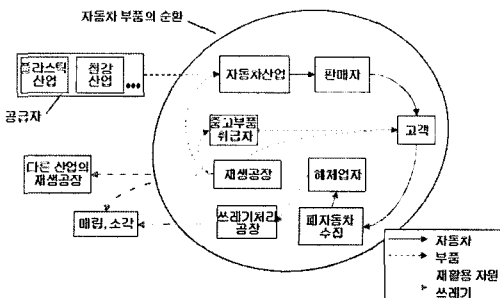 자동차 부품의 순환
플라스틱
산업
철강
산업
•••
공급자
자동차산업
판매자
중고부품
취급자
고객
다른 산업의
재생공장
재생공장
해체업자
매립, 소각
쓰레기처리
공장
폐자동차
수집
자동차
부품
재활용 자원
쓰레기